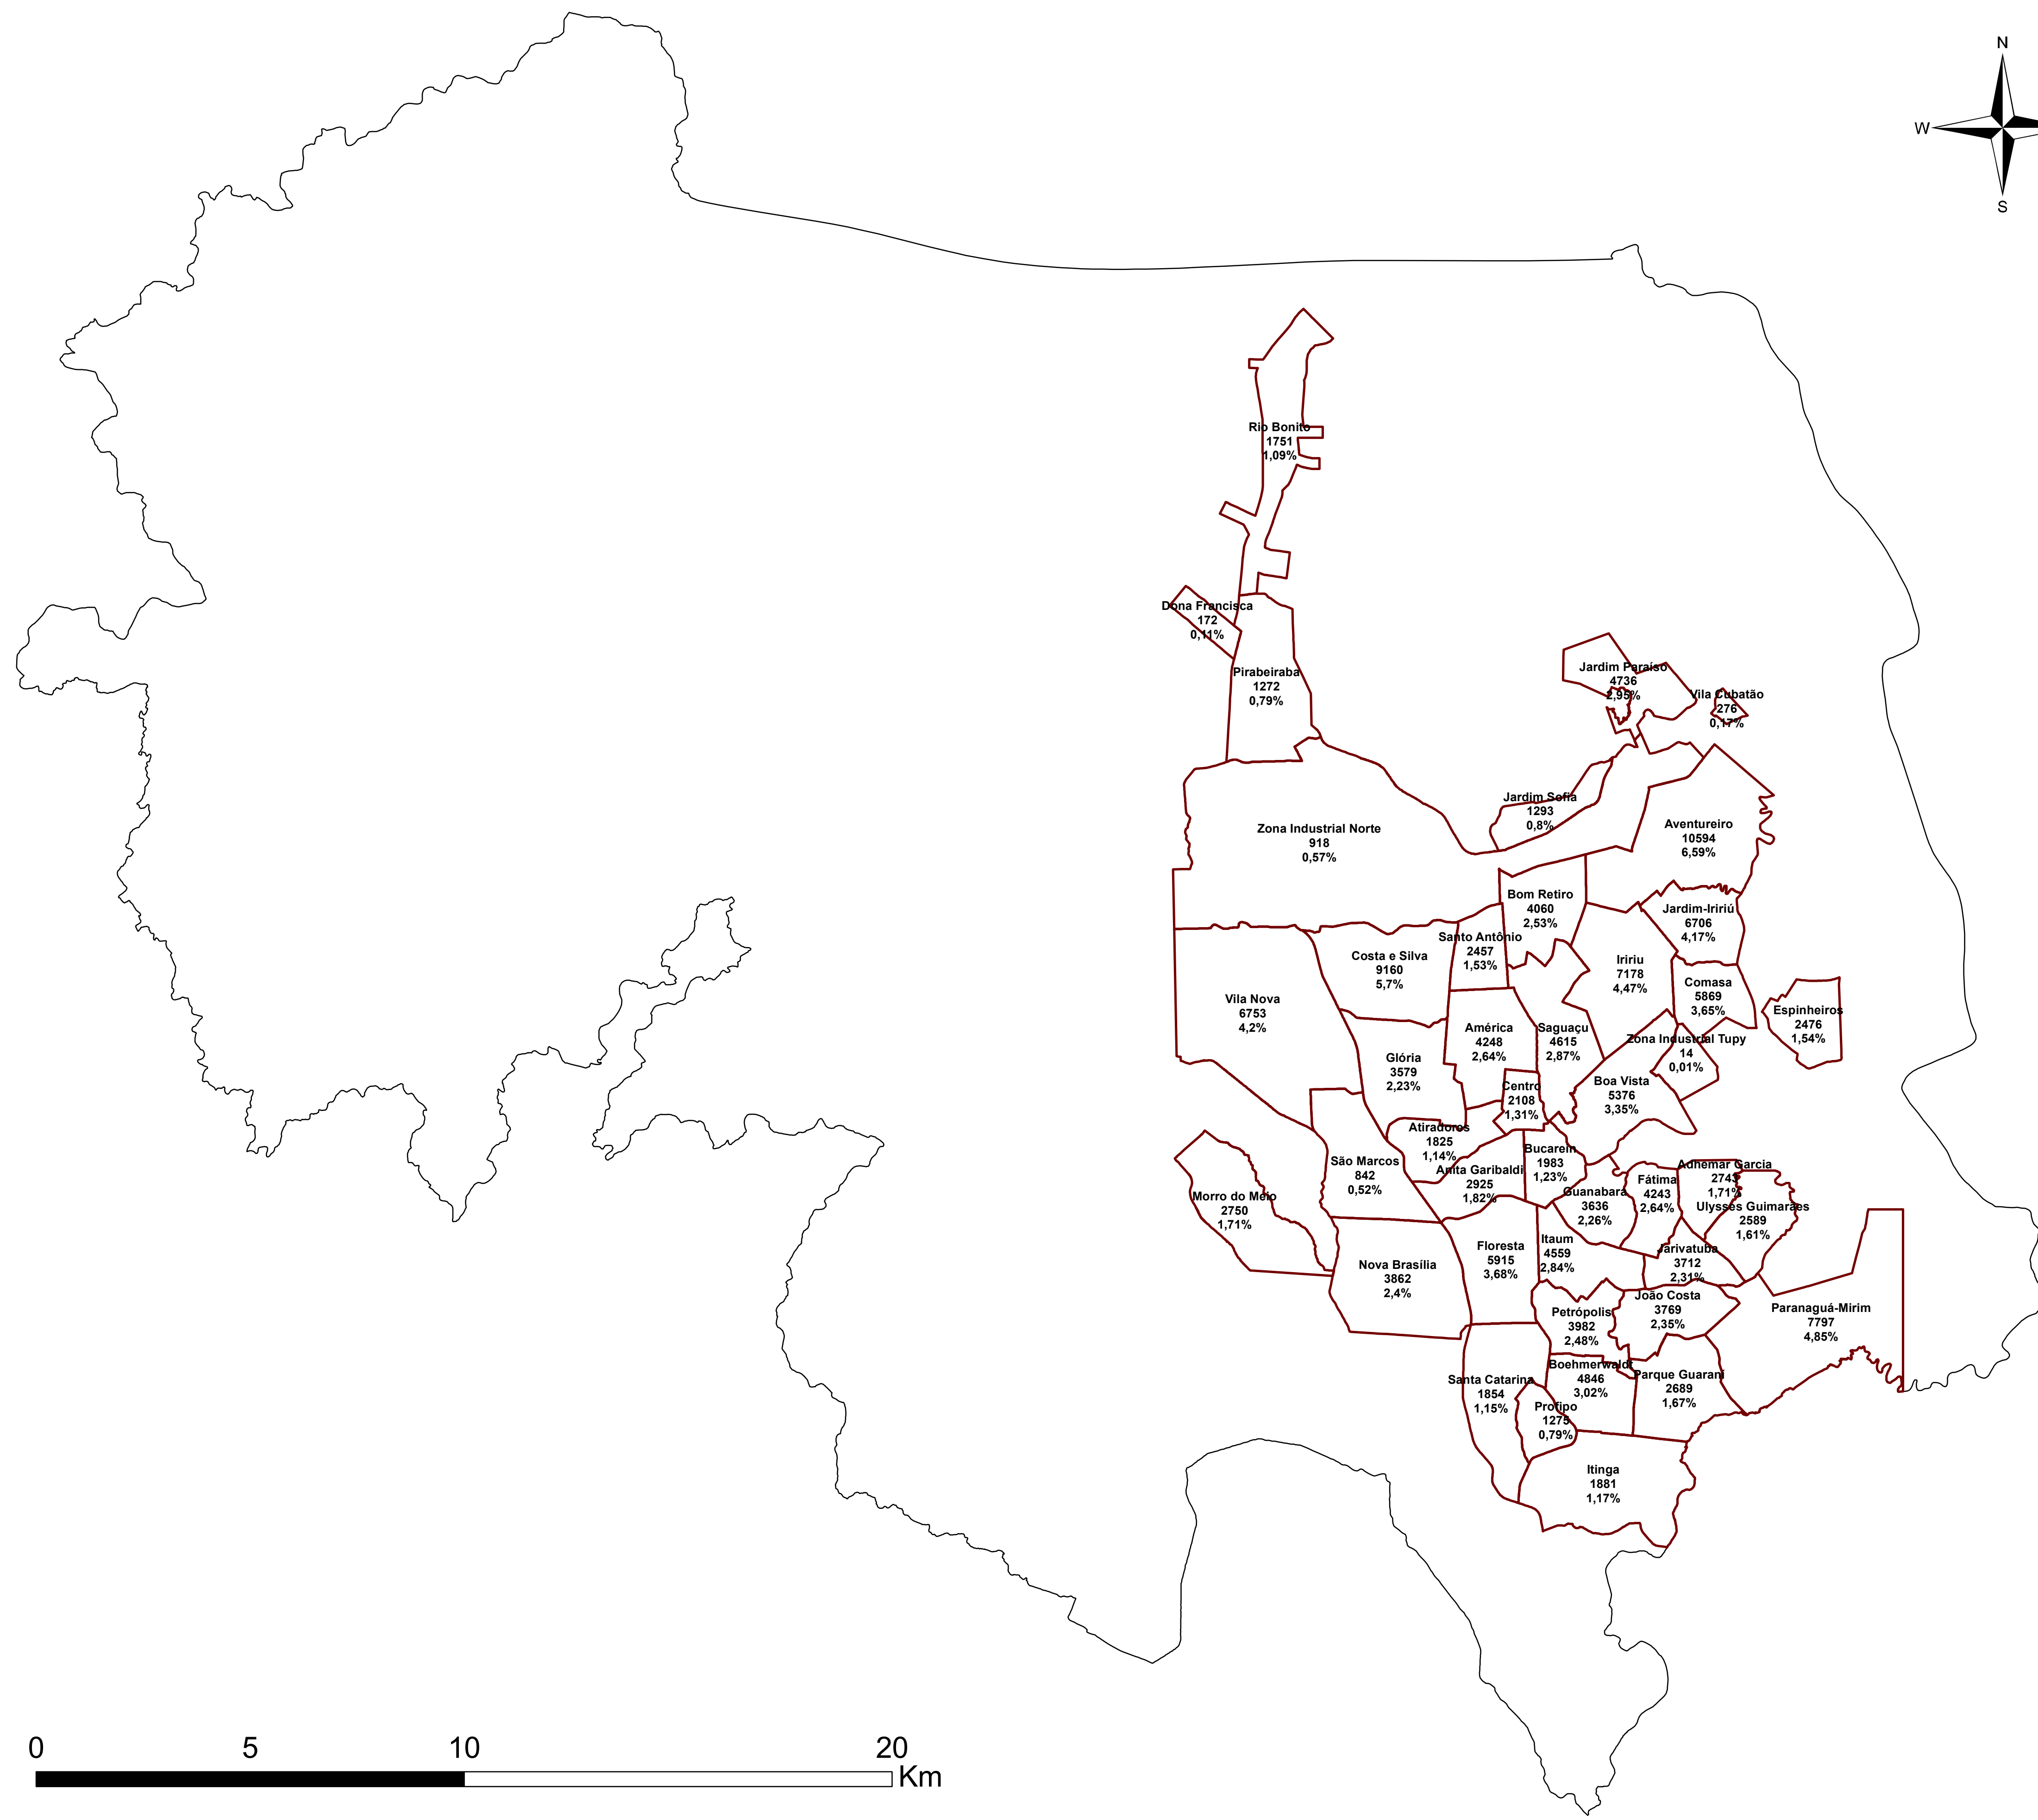 N
W
S
Rio Bonito
1751
1,09%
Dona Francisca
172
0,11%
Pirabeiraba
1272
0,79%
Jardim Paraíso
4736
2,95%
Vila Cubatão
276
0,17%
Jardim Sofia
1293
0,8%
Zona Industrial Norte
918
0,57%
Aventureiro
10594
6,59%
Bom Retiro
4060
2,53%
Jardim-Iririú
6706
4,17%
Santo Antônio
2457
1,53%
Costa e Silva
9160
5,7%
Iririu
7178
4,47%
Comasa
5869
3,65%
Vila Nova
6753
4,2%
Espinheiros
2476
1,54%
América
4248
2,64%
Saguaçu
4615
2,87%
Zona Industrial Tupy
14
0,01%
Glória
3579
2,23%
Boa Vista
5376
3,35%
Centro
2108
1,31%
Atiradores
1825
1,14%
Bucarein
1983
1,23%
São Marcos
842
0,52%
Anita Garibaldi
2925
1,82%
Adhemar Garcia
2743
1,71%
Fátima
4243
2,64%
Guanabara
3636
2,26%
Morro do Meio
2750
1,71%
Ulysses Guimarães
2589
1,61%
Itaum
4559
2,84%
Floresta
5915
3,68%
Jarivatuba
3712
2,31%
Nova Brasília
3862
2,4%
João Costa
3769
2,35%
Paranaguá-Mirim
7797
4,85%
Petrópolis
3982
2,48%
Boehmerwaldt
4846
3,02%
Parque Guarani
2689
1,67%
Santa Catarina
1854
1,15%
Profipo
1275
0,79%
Itinga
1881
1,17%
0 5 10 20
Km